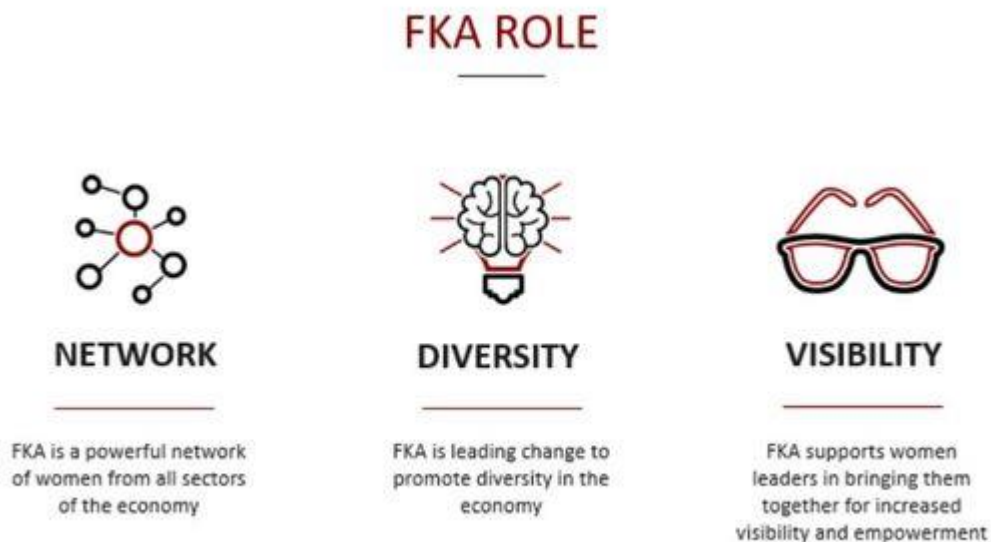 FKA ROLE
NETWORK
FKA is a powerful network
of women from all sectors
of the economy
DIVERSITY
FKA is leading change to
promote diversity in the
economy
VISIBILITY
FKA supports women
leaders in bringing them
together for increased
visibility and empowerment